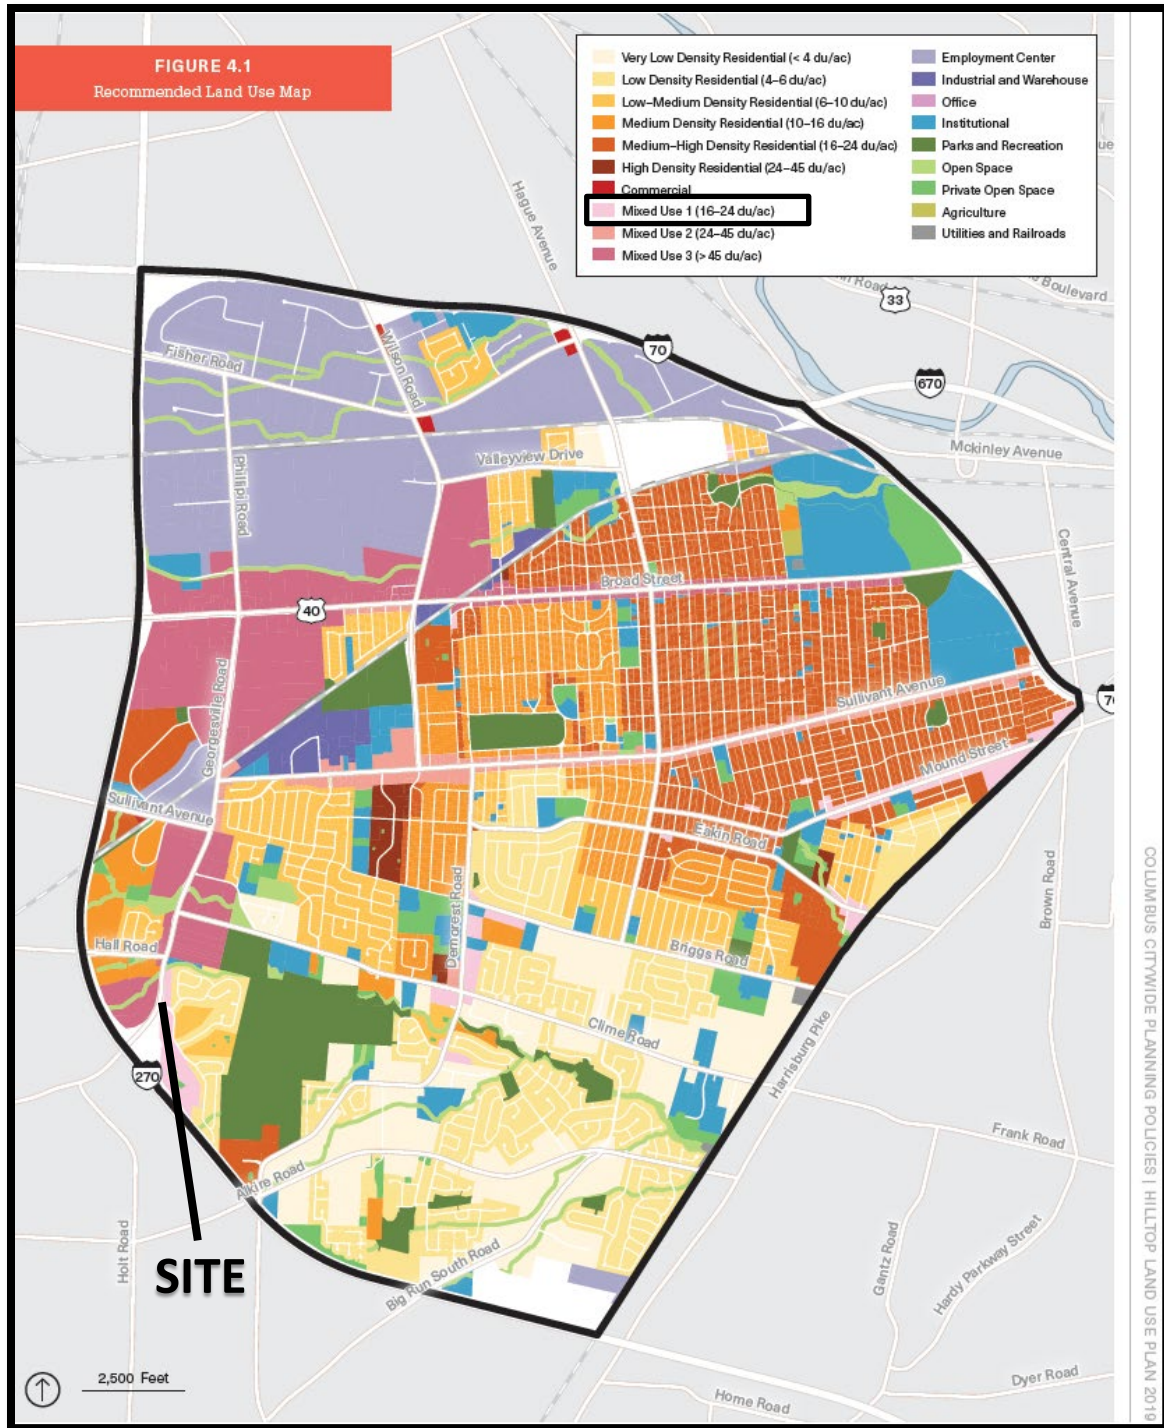 FIGURE 4.1
Recommended Land Use Map
Very Low Density Residential (< 4 du/ac)
Low Density Residential (4–6 du/ac)
Low–Medium Density Residential (6–10 du/ac)
Medium Density Residential (10–16 du/ac)
Medium–High Density Residential (16–24 du/ac)
High Density Residential (24–45 du/ac)
Commercial
Mixed Use 1 (16–24 du/ac)
Mixed Use 2 (24–45 du/ac)
Mixed Use 3 (> 45 du/ac)
Employment Center
Industrial and Warehouse
Office
Institutional
Parks and Recreation
Open Space
Private Open Space
Agriculture
Utilities and Railroads
Hague Avenue
Boulevard
Road
33
Fisher Road
Wilson Road
70
670
Mckinley Avenue
Valleyview Drive
Phillipi Road
Central Avenue
Broad Street
40
Georgesville Road
Sullivant Avenue
Mound Street
Sullivant Avenue
Eakin Road
Demorest Road
Brown Road
Hall Road
Briggs Road
Clime Road
Harrisburg Pike
270
Frank Road
Alkire Road
Holt Road
SITE
Big Run South Road
Gantz Road
Hardy Parkway Street
2,500 Feet
Home Road
Dyer Road
COLUMBUS CITYWIDE PLANNING POLICIES | HILLTOP LAND USE PLAN 2019